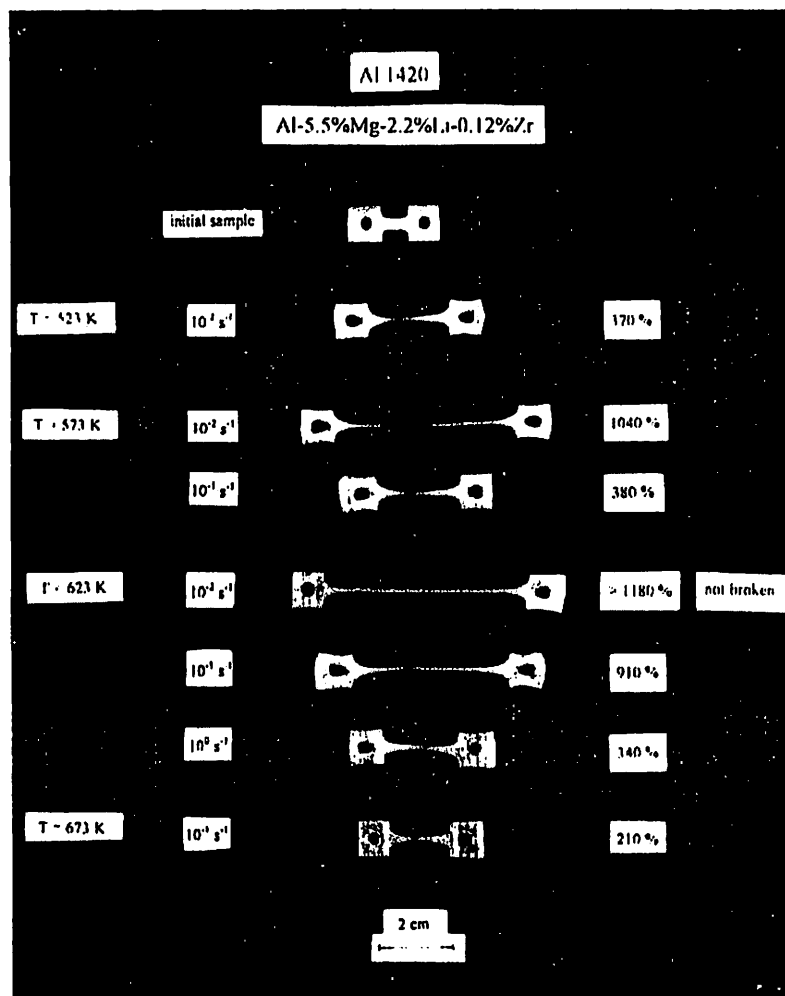 Al 1420
Al-5.5%Mg-2.2%Li-0.12%Zr
initial sample
T = 523 K 10⁻² s⁻¹ 370 %
T = 573 K 10⁻² s⁻¹ 1040 %
10⁻¹ s⁻¹ 380 %
T = 623 K 10⁻² s⁻¹ > 1180 % not broken
10⁻¹ s⁻¹ 910 %
10⁰ s⁻¹ 340 %
T = 673 K 10⁻¹ s⁻¹ 210 %
2 cm